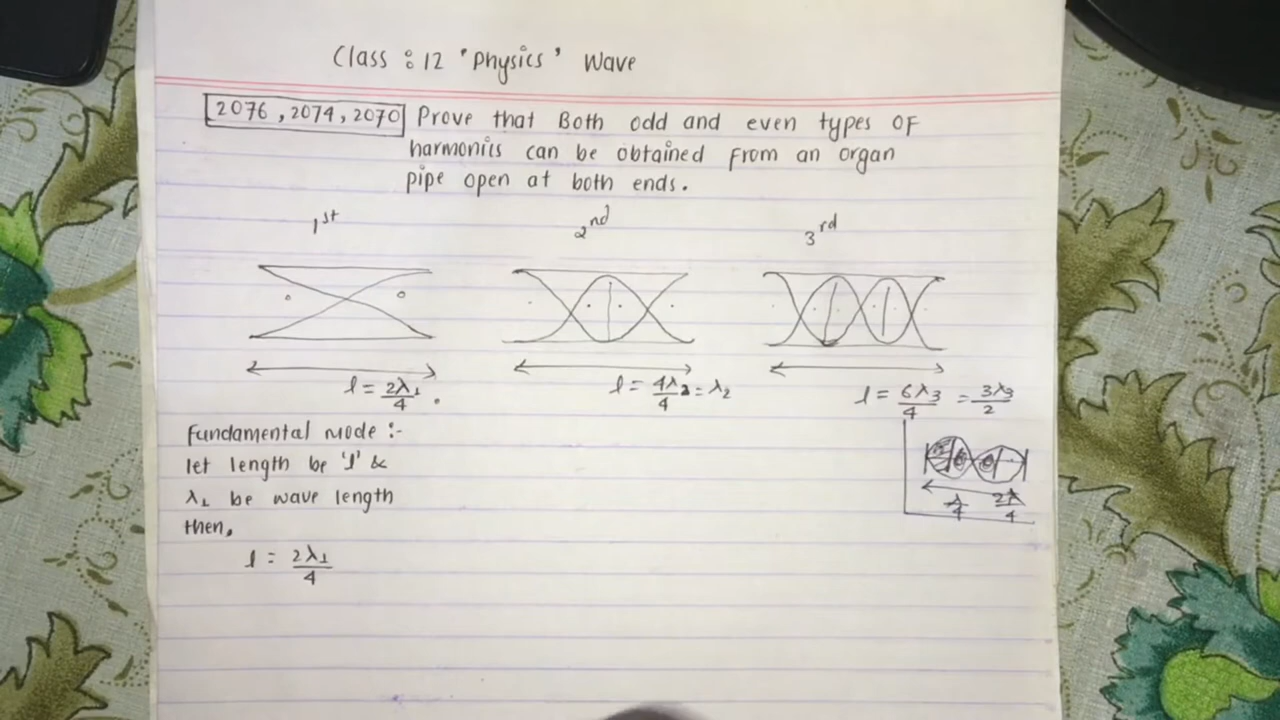 Class : 12 'Physics' Wave
2076, 2074, 2070 Prove that Both odd and even types of
harmonics can be obtained from an organ
pipe open at both ends.
1st 2nd 3rd
l = 2λ1/4 . l = 4λ2/4 = λ2 l = 6λ3/4 = 3λ3/2
Fundamental mode :-
let length be 'l' &
λ1 be wave length
then,
l = 2λ1/4
λ/4 2λ/4